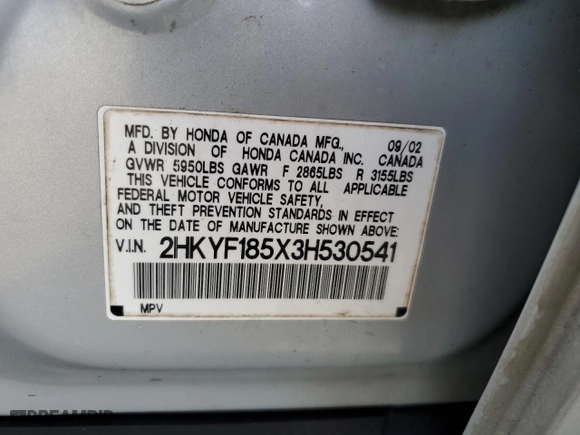 MFD. BY HONDA OF CANADA MFG., 09/02
A DIVISION OF HONDA CANADA INC. CANADA
GVWR 5950LBS GAWR F 2865LBS R 3155LBS
THIS VEHICLE CONFORMS TO ALL APPLICABLE
FEDERAL MOTOR VEHICLE SAFETY,
AND THEFT PREVENTION STANDARDS IN EFFECT
ON THE DATE OF MANUFACTURE SHOWN ABOVE:
V.I.N. 2HKYF185X3H530541
MPV
DREAMBID